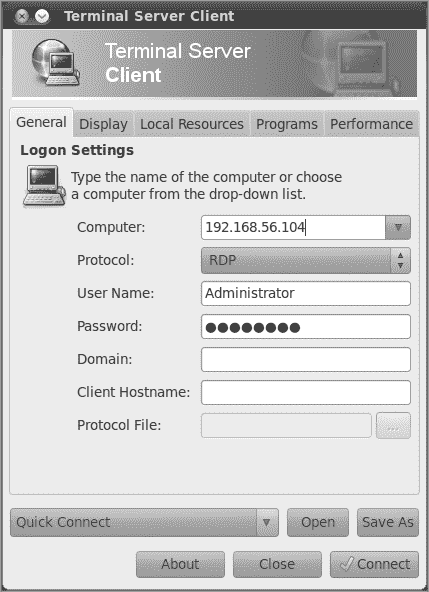 Terminal Server Client
Terminal Server
Client
General Display Local Resources Programs Performance
Logon Settings
Type the name of the computer or choose
a computer from the drop-down list.
Computer: 192.168.56.104
Protocol: RDP
User Name: Administrator
Password: ●●●●●●●●
Domain:
Client Hostname:
Protocol File: ...
Quick Connect Open Save As
About Close Connect